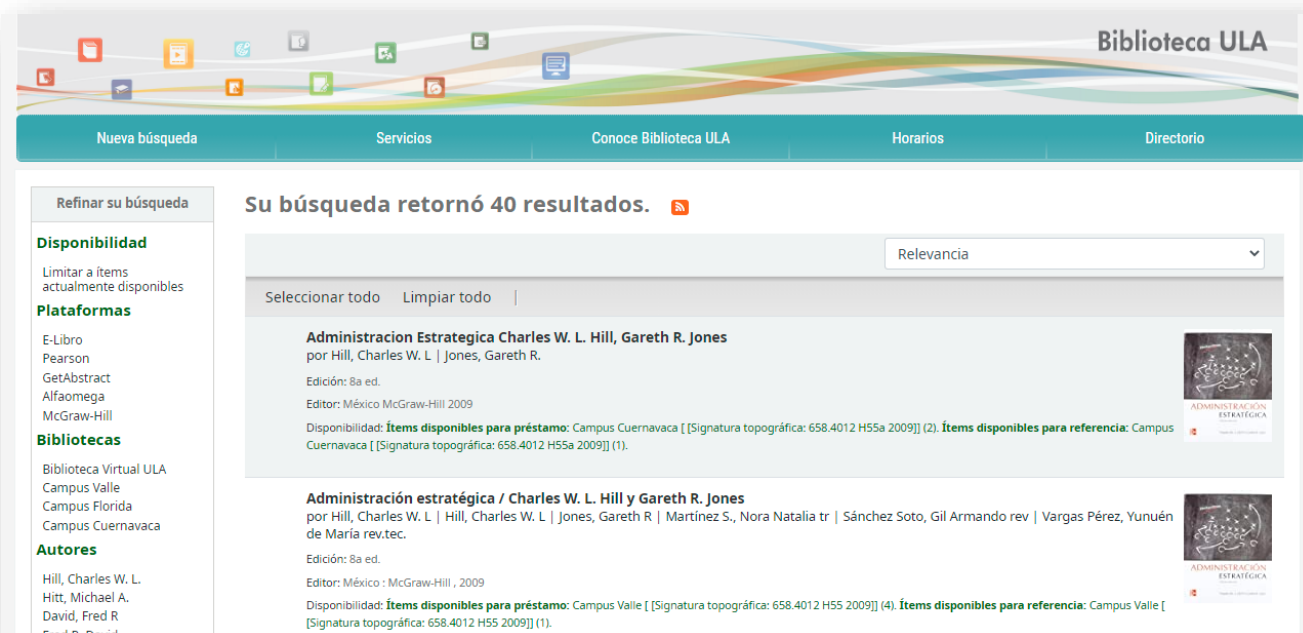 Biblioteca ULA
Nueva búsqueda
Servicios
Conoce Biblioteca ULA
Horarios
Directorio
Refinar su búsqueda
Disponibilidad
Limitar a ítems
actualmente disponibles
Plataformas
E-Libro
Pearson
GetAbstract
Alfaomega
McGraw-Hill
Bibliotecas
Biblioteca Virtual ULA
Campus Valle
Campus Florida
Campus Cuernavaca
Autores
Hill, Charles W. L.
Hitt, Michael A.
David, Fred R
Su búsqueda retornó 40 resultados.
Relevancia
Seleccionar todo Limpiar todo |
Administracion Estrategica Charles W. L. Hill, Gareth R. Jones
por Hill, Charles W. L | Jones, Gareth R.
Edición: 8a ed.
Editor: México McGraw-Hill 2009
Disponibilidad: Ítems disponibles para préstamo: Campus Cuernavaca [ [Signatura topográfica: 658.4012 H55a 2009]] (2). Ítems disponibles para referencia: Campus
Cuernavaca [ [Signatura topográfica: 658.4012 H55a 2009]] (1).
ADMINISTRACIÓN
ESTRATÉGICA
Administración estratégica / Charles W. L. Hill y Gareth R. Jones
por Hill, Charles W. L | Hill, Charles W. L | Jones, Gareth R | Martínez S., Nora Natalia tr | Sánchez Soto, Gil Armando rev | Vargas Pérez, Yunuén
de María rev.tec.
Edición: 8a ed.
Editor: México : McGraw-Hill , 2009
Disponibilidad: Ítems disponibles para préstamo: Campus Valle [ [Signatura topográfica: 658.4012 H55 2009]] (4). Ítems disponibles para referencia: Campus Valle [
[Signatura topográfica: 658.4012 H55 2009]] (1).
ADMINISTRACIÓN
ESTRATÉGICA